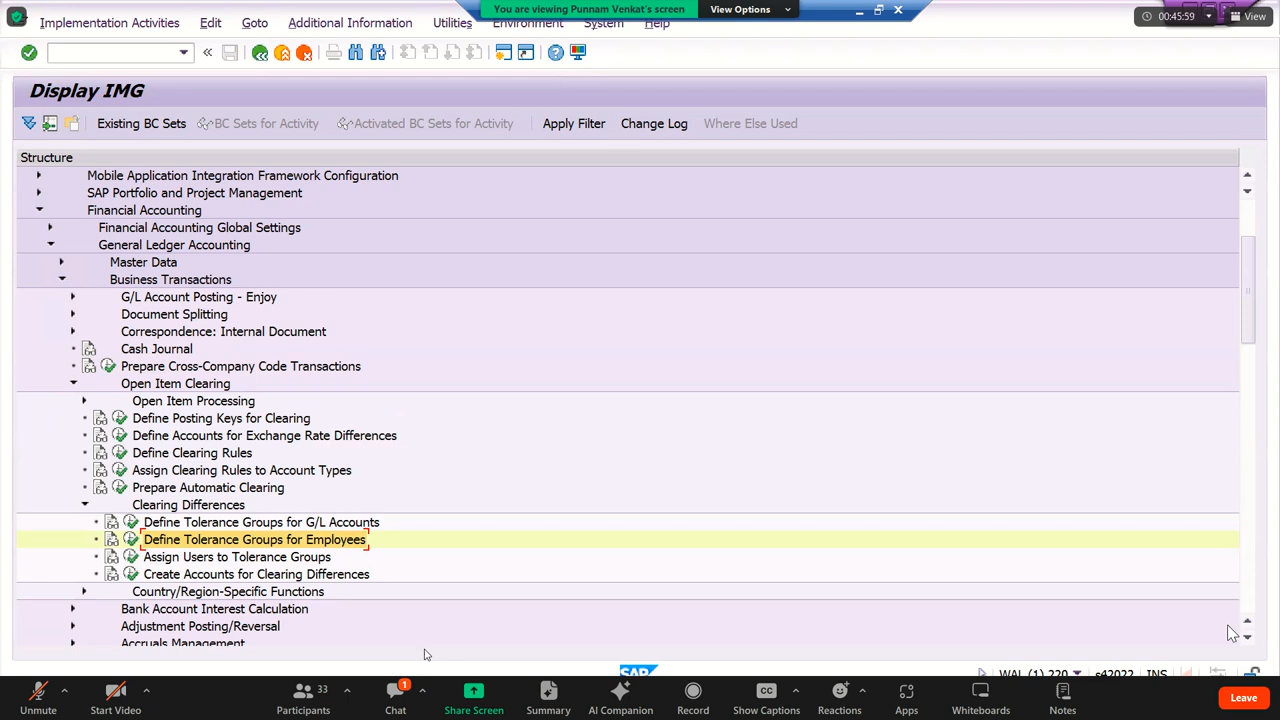 Implementation Activities Edit Goto Additional Information Utilities Environment System Help
You are viewing Punnam Venkat's screen View Options
00:45:59 View
Display IMG
Existing BC Sets BC Sets for Activity Activated BC Sets for Activity Apply Filter Change Log Where Else Used
Structure
Mobile Application Integration Framework Configuration
SAP Portfolio and Project Management
Financial Accounting
Financial Accounting Global Settings
General Ledger Accounting
Master Data
Business Transactions
G/L Account Posting - Enjoy
Document Splitting
Correspondence: Internal Document
Cash Journal
Prepare Cross-Company Code Transactions
Open Item Clearing
Open Item Processing
Define Posting Keys for Clearing
Define Accounts for Exchange Rate Differences
Define Clearing Rules
Assign Clearing Rules to Account Types
Prepare Automatic Clearing
Clearing Differences
Define Tolerance Groups for G/L Accounts
Define Tolerance Groups for Employees
Assign Users to Tolerance Groups
Create Accounts for Clearing Differences
Country/Region-Specific Functions
Bank Account Interest Calculation
Adjustment Posting/Reversal
Accruals Management
SAP WAL (1) 220 s42022 INS
33 1 CC
Unmute Start Video Participants Chat Share Screen Summary AI Companion Record Show Captions Reactions Apps Whiteboards Notes Leave